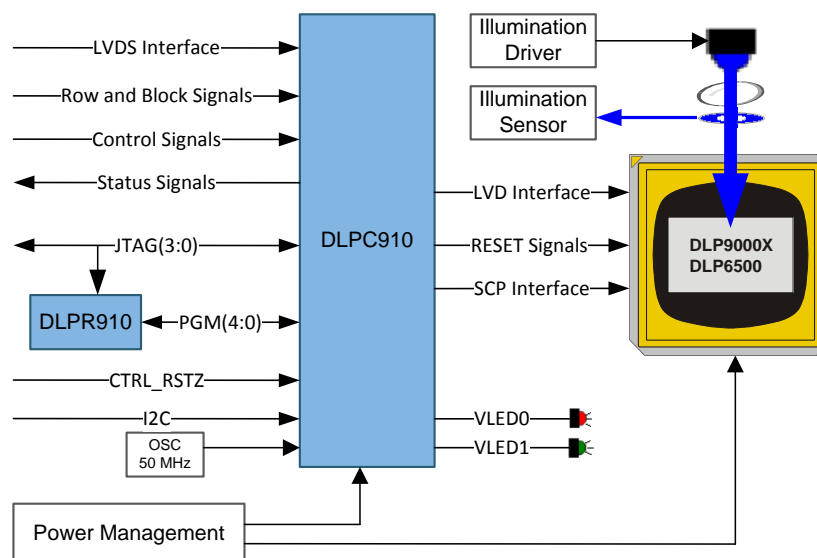 LVDS Interface
Row and Block Signals
Control Signals
Status Signals
JTAG(3:0)
DLPR910
PGM(4:0)
CTRL_RSTZ
I2C
OSC
50 MHz
Power Management
DLPC910
Illumination
Driver
Illumination
Sensor
LVD Interface
RESET Signals
SCP Interface
DLP9000X
DLP6500
VLED0
VLED1